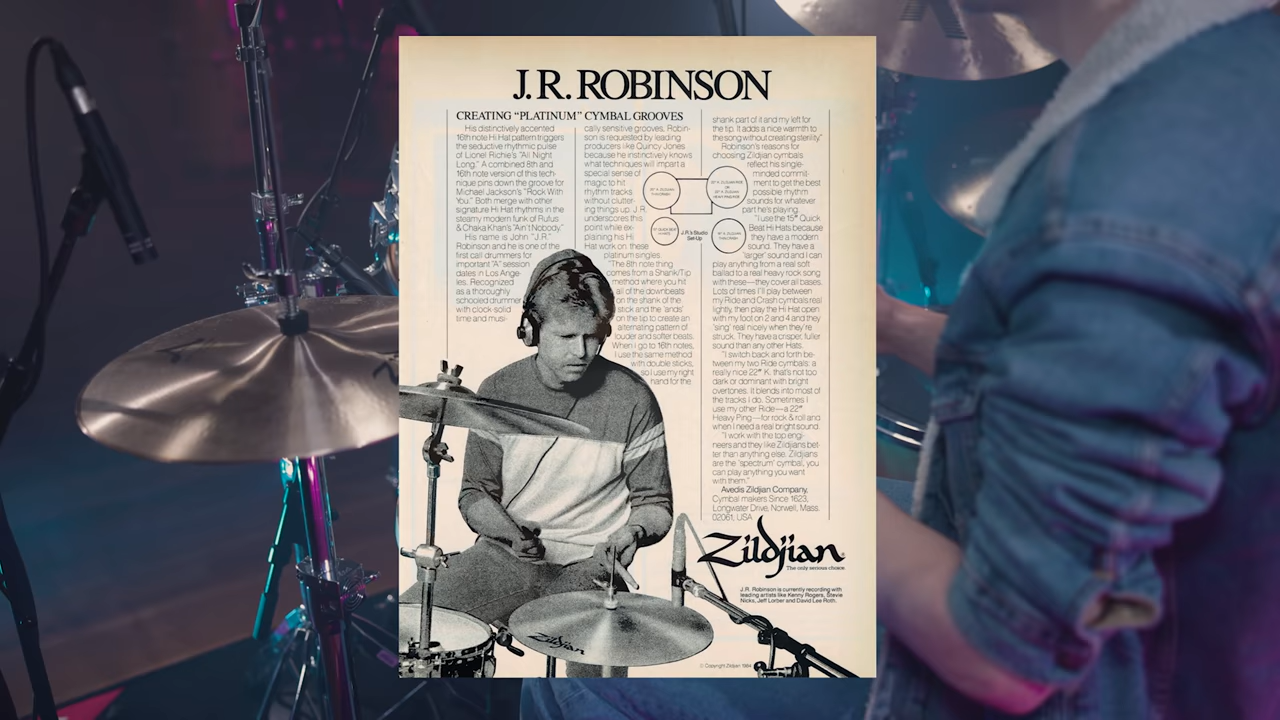 J.R. ROBINSON
CREATING "PLATINUM" CYMBAL GROOVES
His distinctively accented
16th note Hi Hat pattern triggers
the seductive rhythmic pulse
of Lionel Richie's "All Night
Long." A combined 8th and
16th note version of this tech-
nique pins down the groove for
Michael Jackson's "Rock With
You." Both merge with other
signature Hi Hat rhythms in the
steamy modern funk of Rufus
& Chaka Khan's "Ain't Nobody."
His name is John "J.R."
Robinson and he is one of the
first call drummers for
important "A" session
dates in Los Ange-
les. Recognized
as a thoroughly
schooled drummer
with clock-solid
time and musi-
cally sensitive grooves, Robin-
son is requested by leading
producers like Quincy Jones
because he instinctively knows
what techniques will impart a
special sense of
magic to hit
rhythm tracks
without clutter-
ing things up. J.R.
underscores this
point while ex-
plaining his Hi
Hat work on these
platinum singles.
"The 8th note thing
comes from a Shank/Tip
method where you hit
all of the downbeats
on the shank of the
stick and the 'ands'
on the tip to create an
alternating pattern of
louder and softer beats.
When I go to 16th notes,
I use the same method
with double sticks,
so I use my right
hand for the
shank part of it and my left for
the tip. It adds a nice warmth to
the song without creating sterility."
Robinson's reasons for
choosing Zildjian cymbals
reflect his single-
minded commit-
ment to get the best
possible rhythm
sounds for whatever
part he's playing.
"I use the 15" Quick
Beat Hi Hats because
they have a modern
sound. They have a
'larger' sound and I can
play anything from a real soft
ballad to a real heavy rock song
with these—they cover all bases.
Lots of times I'll play between
my Ride and Crash cymbals real
lightly, then play the Hi Hat open
with my foot on 2 and 4 and they
'sing' real nicely when they're
struck. They have a crisper, fuller
sound than any other Hats.
"I switch back and forth be-
tween my two Ride cymbals: a
really nice 22" K. that's not too
dark or dominant with bright
overtones. It blends into most of
the tracks I do. Sometimes I
use my other Ride—a 22"
Heavy Ping—for rock & roll and
when I need a real bright sound.
"I work with the top eng-
neers and they like Zildjians bet-
ter than anything else. Zildjians
are the 'spectrum' cymbal, you
can play anything you want
with them."
Avedis Zildjian Company,
Cymbal makers Since 1623,
Longwater Drive, Norwell, Mass.
02061, USA
J.R.'s Studio
Set-Up
Zildjian
The only serious choice.
J.R. Robinson is currently recording with
leading artists like Kenny Rogers, Stevie
Nicks, Jeff Lorber and David Lee Roth.
Zildjian
© Copyright Zildjian 1984